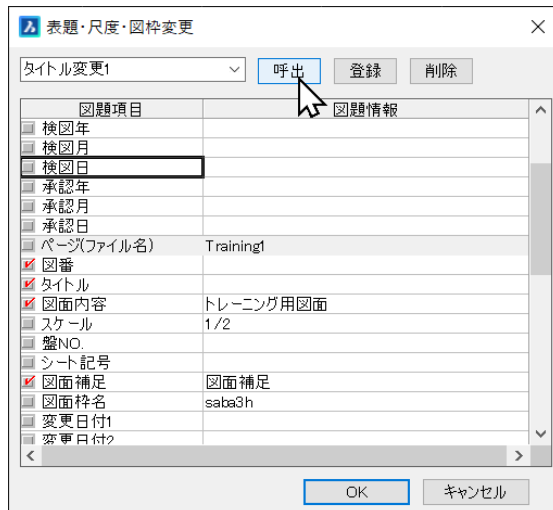 表題・尺度・図枠変更
タイトル変更1 呼出 登録 削除
図題項目 図題情報
検図年
検図月
検図日
承認年
承認月
承認日
ページ(ファイル名) Training1
図番
タイトル
図面内容 トレーニング用図面
スケール 1/2
盤NO.
シート記号
図面補足 図面補足
図面枠名 saba3h
変更日付1
変更日付2
OK キャンセル